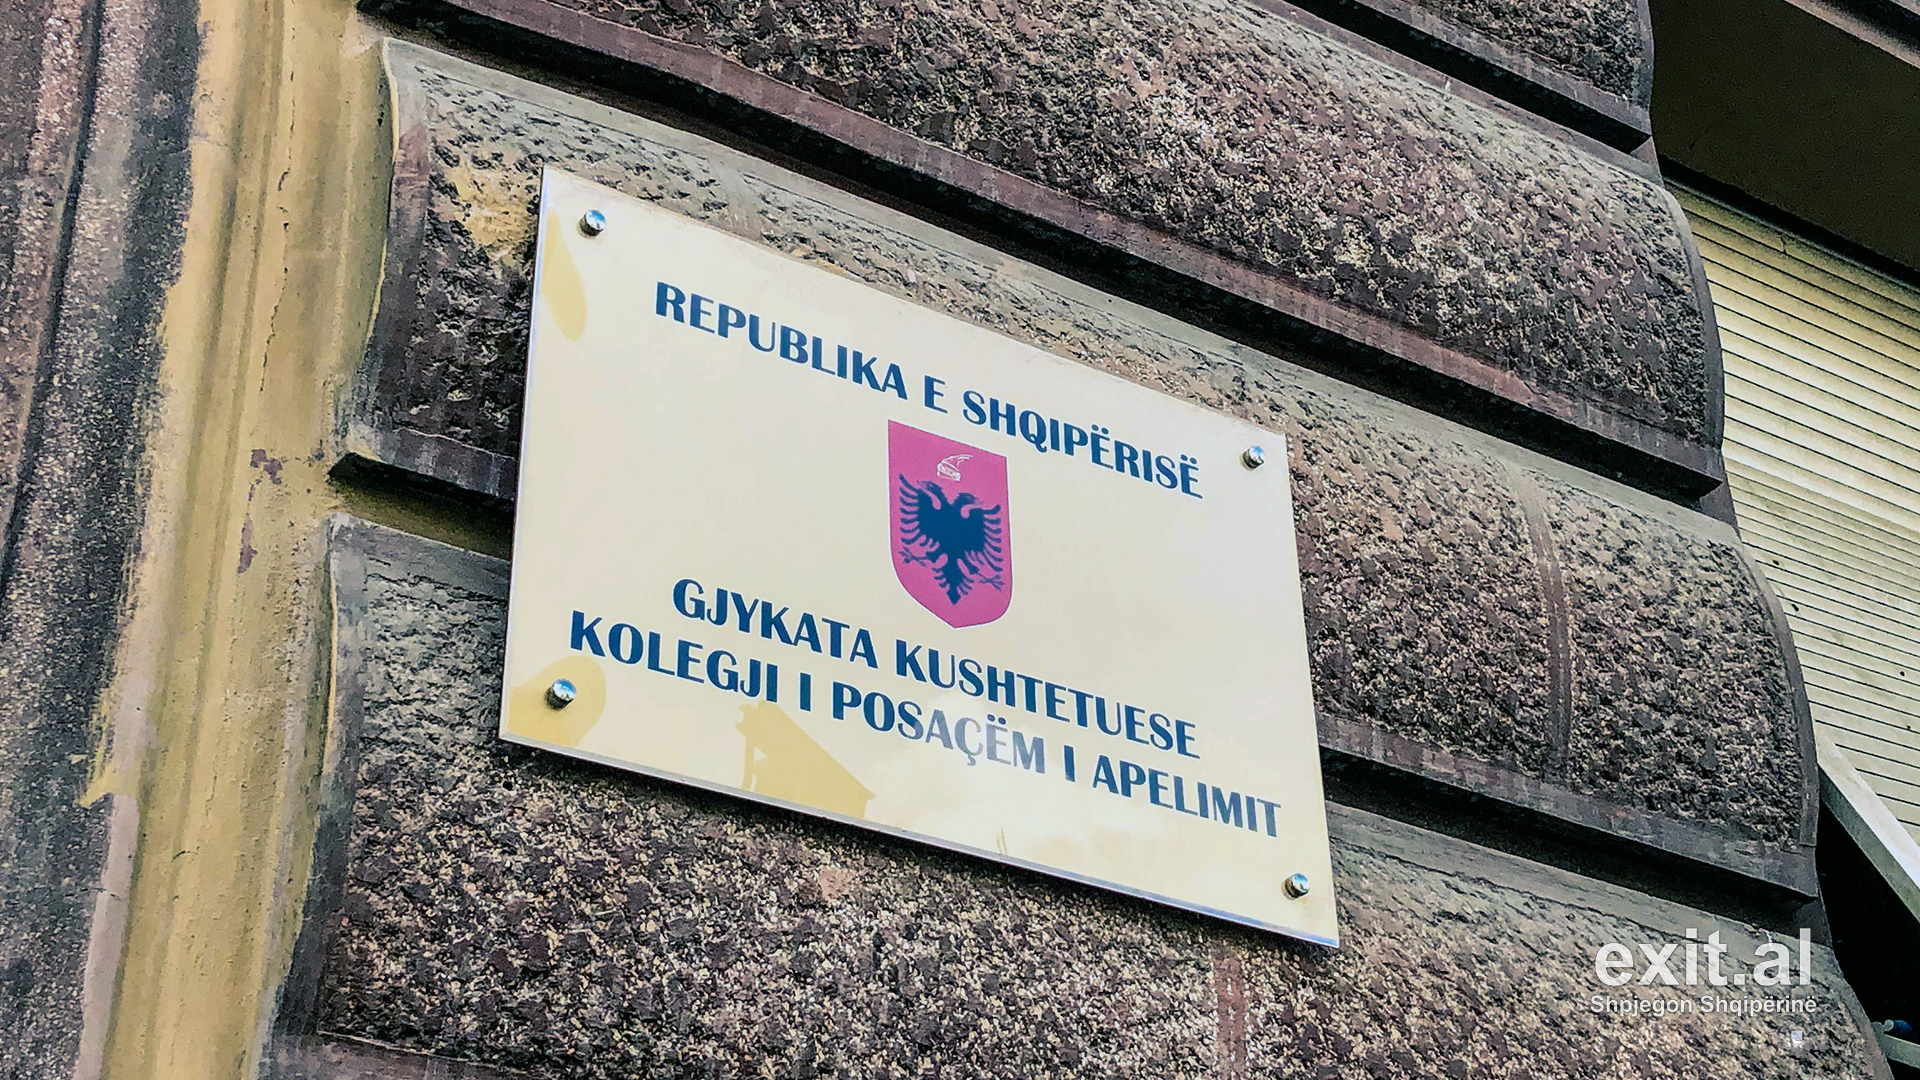 REPUBLIKA E SHQIPËRISË
GJYKATA KUSHTETUESE
KOLEGJI I POSAÇËM I APELIMIT
exit.al
Shpjegon Shqipërinë